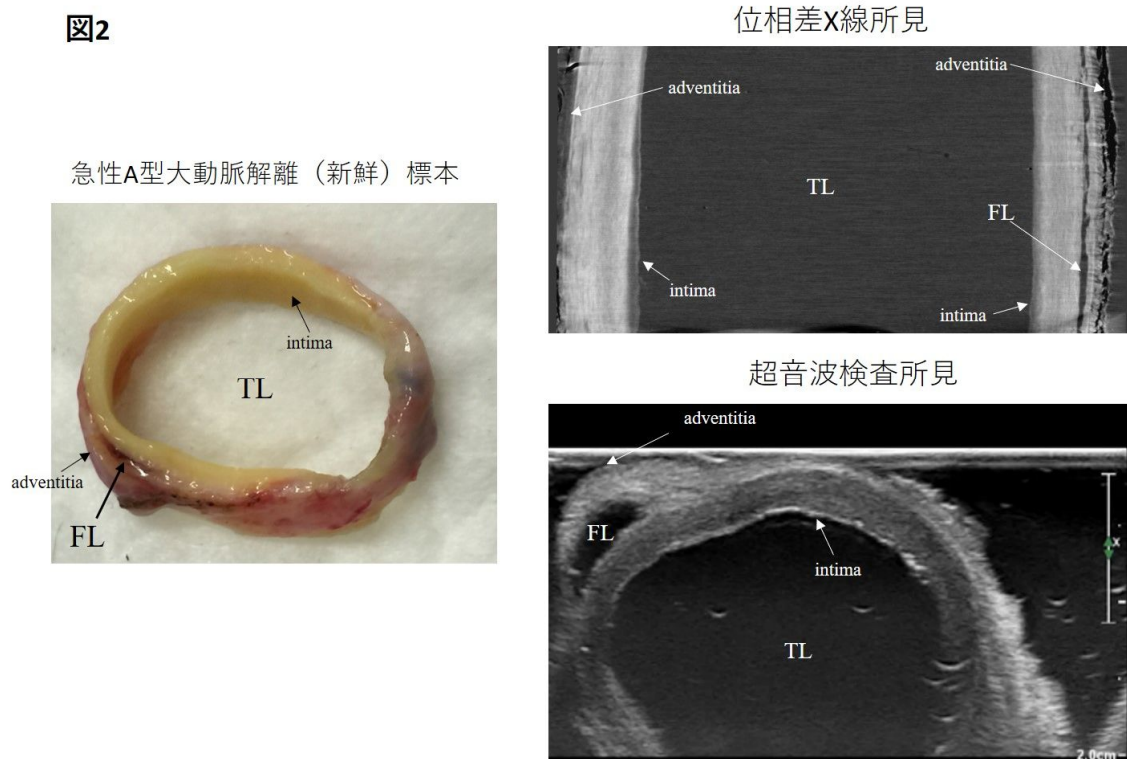 図2
急性A型大動脈解離（新鮮）標本
intima
TL
adventitia
FL
位相差X線所見
adventitia
adventitia
TL
FL
intima
intima
超音波検査所見
adventitia
FL
intima
TL
x
2.0cm